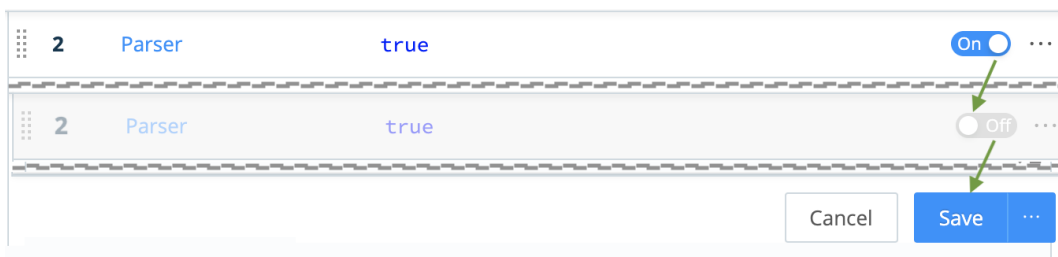 2 Parser true On ...
2 Parser true Off ...
Cancel Save ...